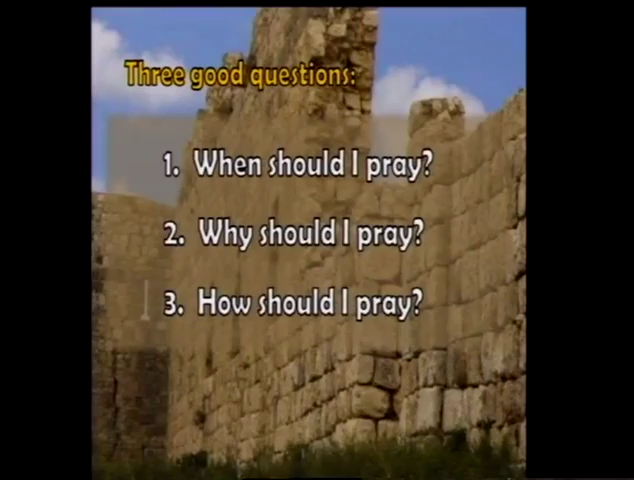 Three good questions:
1. When should I pray?
2. Why should I pray?
3. How should I pray?